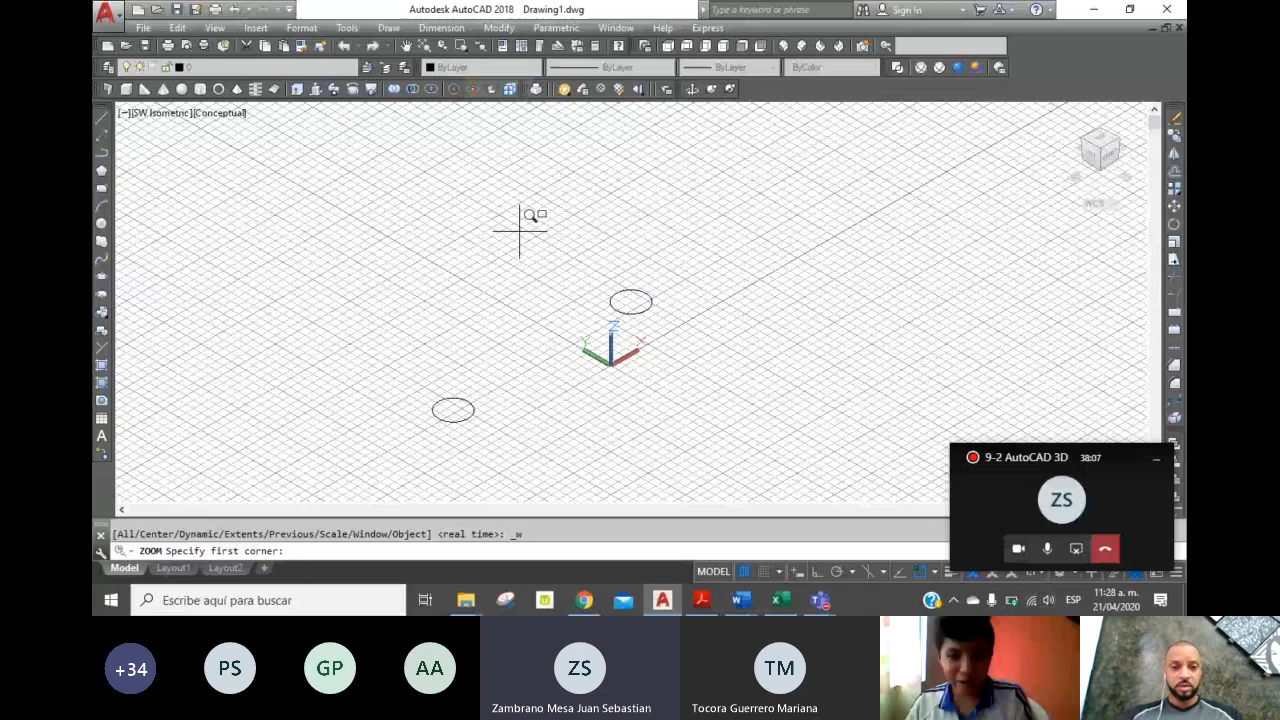 Autodesk AutoCAD 2018 Drawing1.dwg
Type a keyword or phrase
Sign In
File Edit View Insert Format Tools Draw Dimension Modify Parametric Window Help Express
0
ByLayer
ByLayer
ByLayer
ByColor
[−][SW Isometric][Conceptual]
WCS
Z
Y
X
9-2 AutoCAD 3D 38:07
ZS
[All/Center/Dynamic/Extents/Previous/Scale/Window/Object] <real time>: _w
ZOOM Specify first corner:
Model Layout1 Layout2 +
MODEL
Escribe aquí para buscar
ESP
11:28 a. m.
21/04/2020
+34
PS
GP
AA
ZS
TM
Zambrano Mesa Juan Sebastian
Tocora Guerrero Mariana